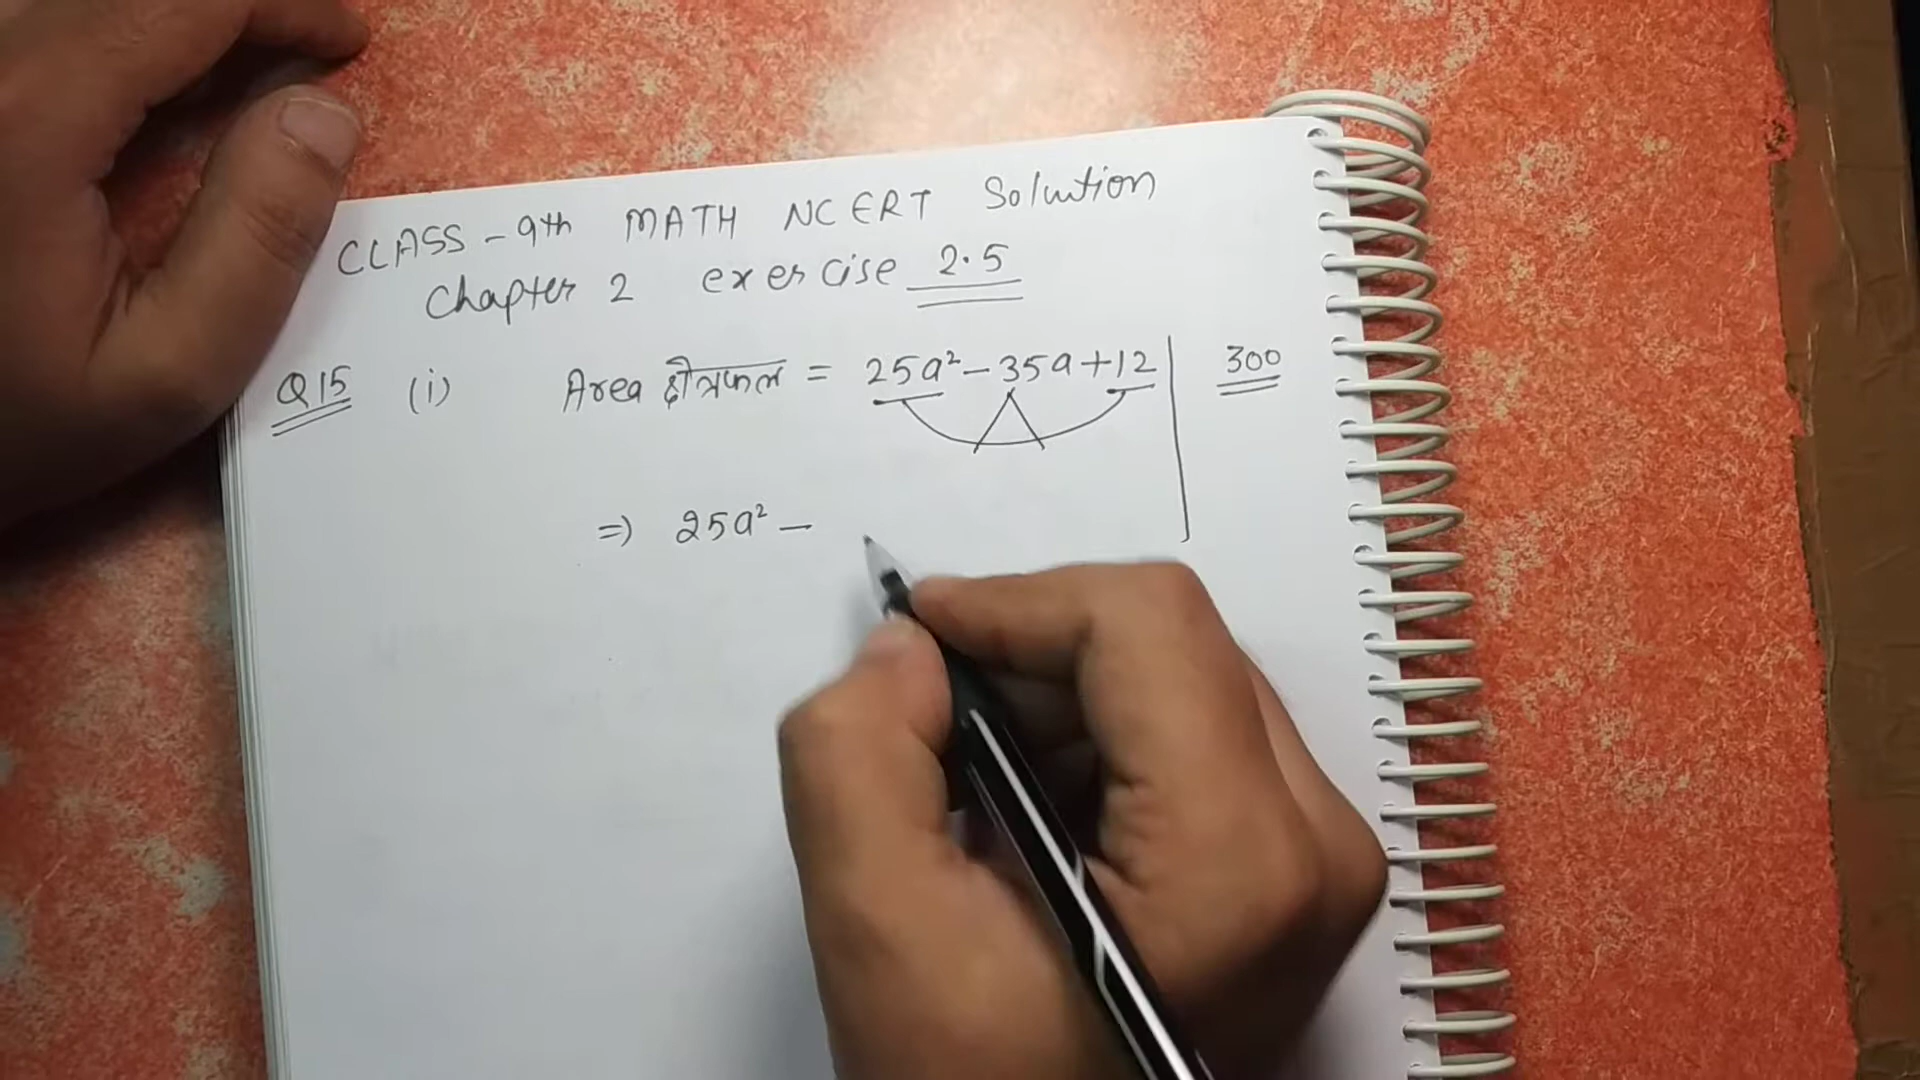 CLASS - 9th MATH NCERT Solution
Chapter 2 exercise 2.5
Q15 (i) Area क्षेत्रफल = 25a² - 35a + 12 | 300
=) 25a² -